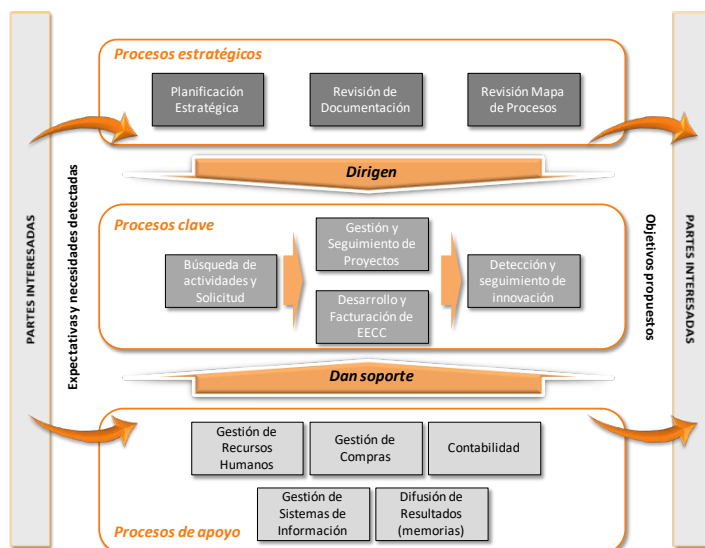 Procesos estratégicos
Planificación
Estratégica
Revisión de
Documentación
Revisión Mapa
de Procesos
Dirigen
PARTES INTERESADAS
Expectativas y necesidades detectadas
Procesos clave
Búsqueda de
actividades y
Solicitud
Gestión y
Seguimiento de
Proyectos
Desarrollo y
Facturación de
EECC
Detección y
seguimiento de
innovación
Objetivos propuestos
PARTES INTERESADAS
Dan soporte
Gestión de
Recursos
Humanos
Gestión de
Compras
Contabilidad
Gestión de
Sistemas de
Información
Difusión de
Resultados
(memorias)
Procesos de apoyo